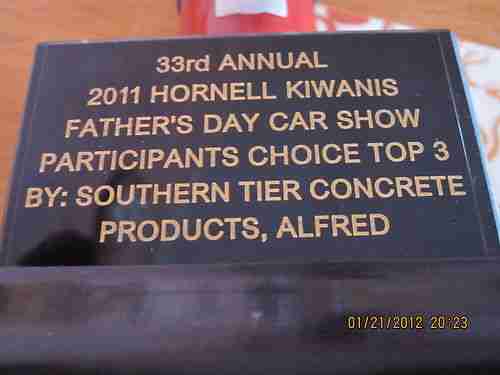 33rd ANNUAL
2011 HORNELL KIWANIS
FATHER'S DAY CAR SHOW
PARTICIPANTS CHOICE TOP 3
BY: SOUTHERN TIER CONCRETE
PRODUCTS, ALFRED
01/21/2012 20:23